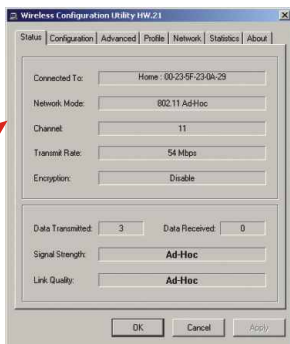 Wireless Configuration Utility HW.21
Status Configuration Advanced Profile Network Statistics About
Connected To: Home : 00-23-5F-23-0A-29
Network Mode: 802.11 Ad-Hoc
Channel: 11
Transmit Rate: 54 Mbps
Encryption: Disable
Data Transmitted: 3 Data Received: 0
Signal Strength: Ad-Hoc
Link Quality: Ad-Hoc
OK Cancel Apply